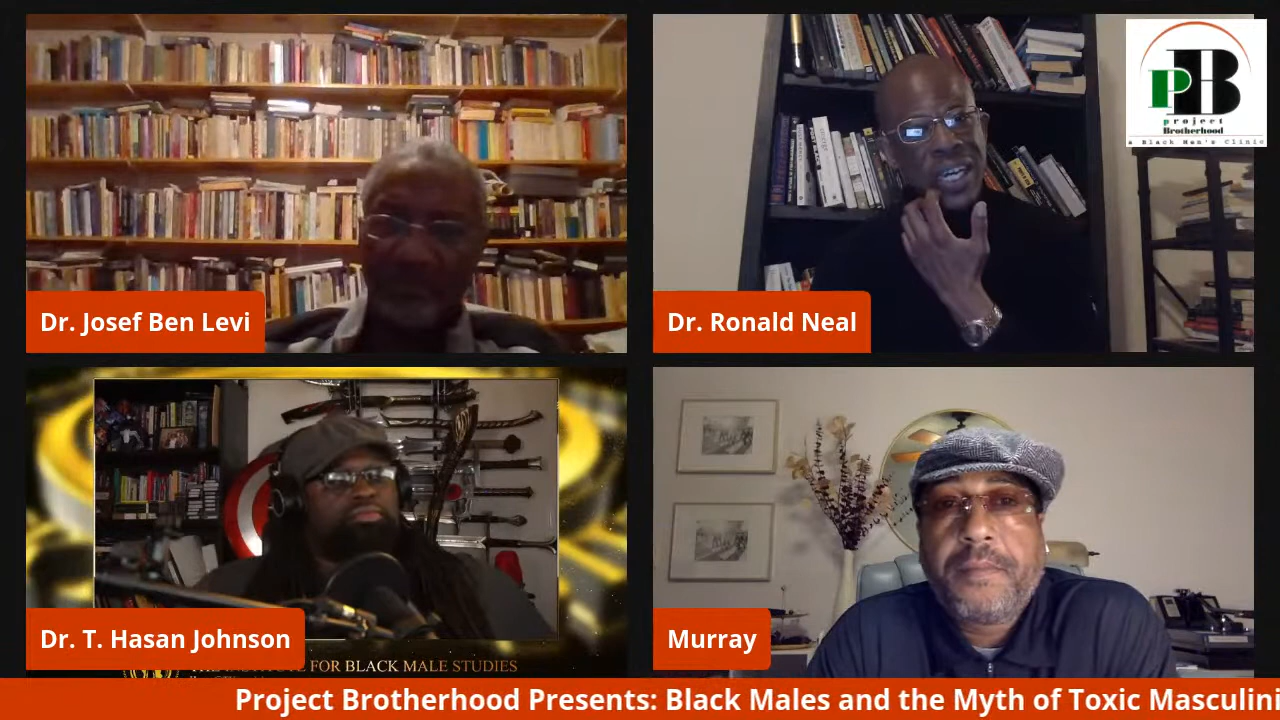 PB
project
Brotherhood
a Black Men's Clinic
Dr. Josef Ben Levi
Dr. Ronald Neal
Dr. T. Hasan Johnson
Murray
THE INSTITUTE FOR BLACK MALE STUDIES
Project Brotherhood Presents: Black Males and the Myth of Toxic Masculini